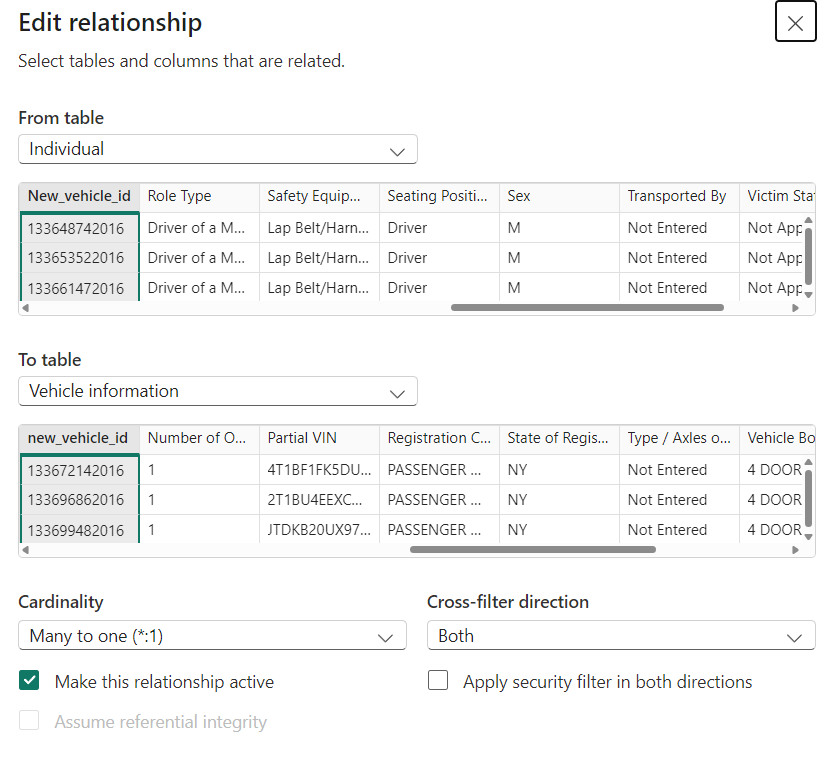 Edit relationship
Select tables and columns that are related.
From table
Individual
New_vehicle_id Role Type Safety Equip... Seating Positi... Sex Transported By Victim Stat
133648742016 Driver of a M... Lap Belt/Harn... Driver M Not Entered Not App
133653522016 Driver of a M... Lap Belt/Harn... Driver M Not Entered Not App
133661472016 Driver of a M... Lap Belt/Harn... Driver M Not Entered Not App
To table
Vehicle information
new_vehicle_id Number of O... Partial VIN Registration C... State of Regis... Type / Axles o... Vehicle Bo
133672142016 1 4T1BF1FK5DU... PASSENGER ... NY Not Entered 4 DOOR
133696862016 1 2T1BU4EEXC... PASSENGER ... NY Not Entered 4 DOOR
133699482016 1 JTDKB20UX97... PASSENGER ... NY Not Entered 4 DOOR
Cardinality Cross-filter direction
Many to one (*:1) Both
Make this relationship active Apply security filter in both directions
Assume referential integrity